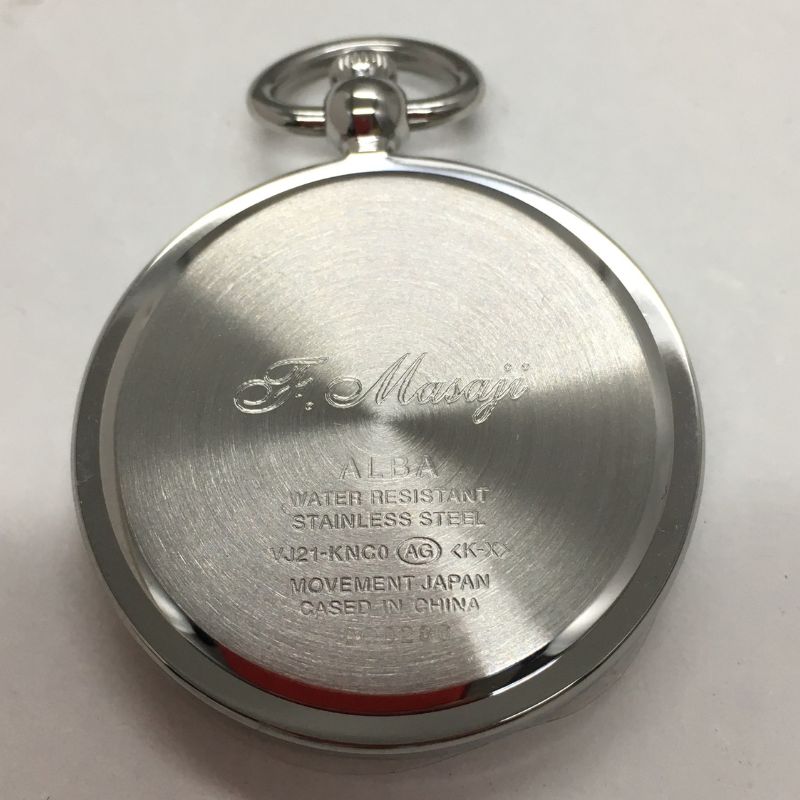 F. Masaji
ALBA
WATER RESISTANT
STAINLESS STEEL
VJ21-KNC0 AG <K-X>
MOVEMENT JAPAN
CASED IN CHINA